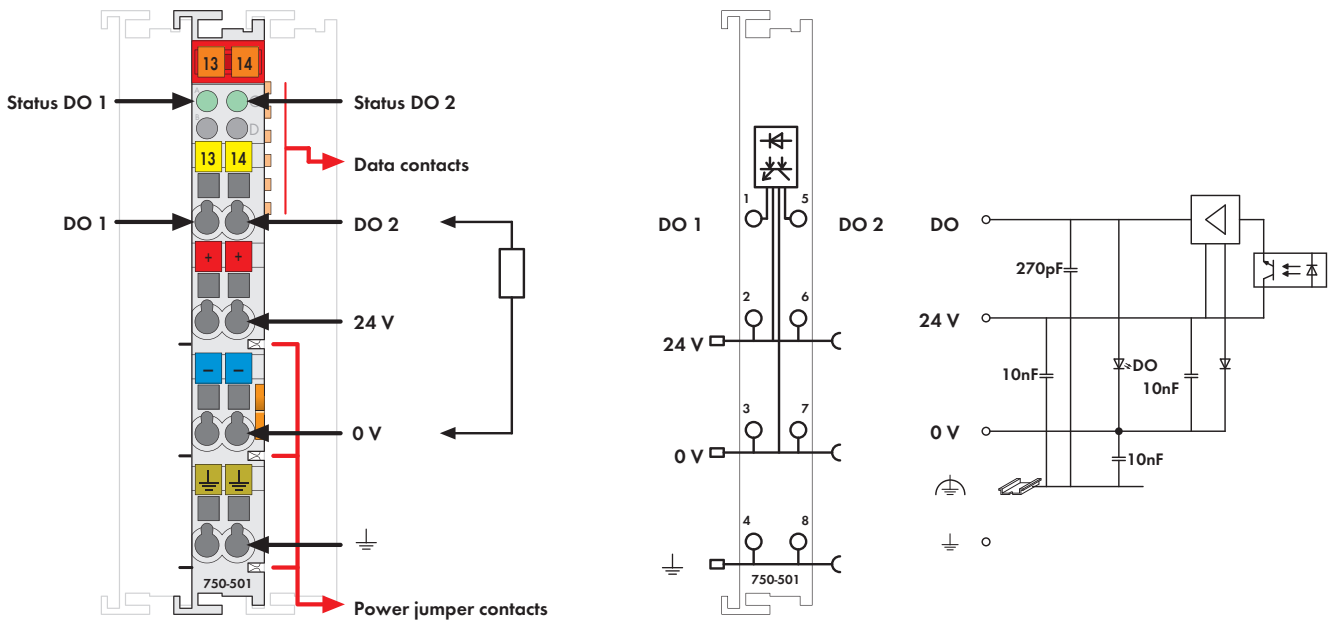 13 14
A C
B D
Status DO 1
Status DO 2
13 14
Data contacts
DO 1
DO 2
+ +
24 V
− −
0 V
750-501
Power jumper contacts
1 5
DO 1
DO 2
2 6
24 V
3 7
0 V
4 8
750-501
DO
270pF
24 V
10nF
DO
10nF
0 V
10nF